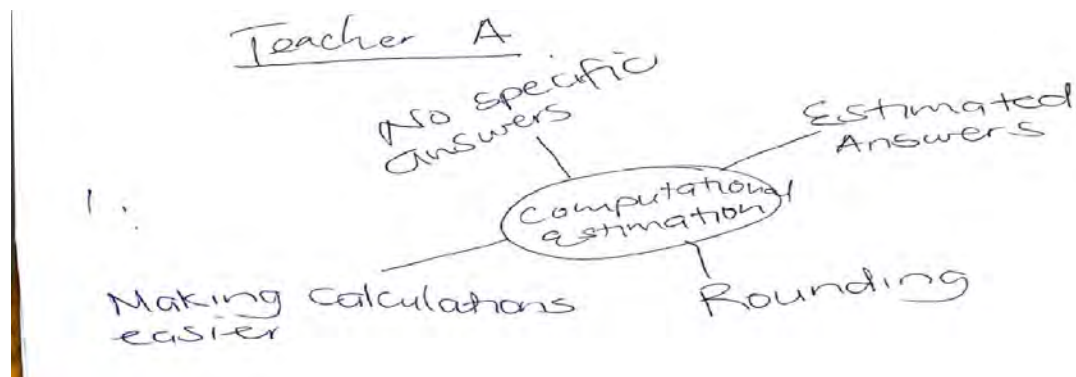 Teacher A
No specific
answers
Estimated
Answers
1.
Computational
estimation
Making Calculations
easier
Rounding